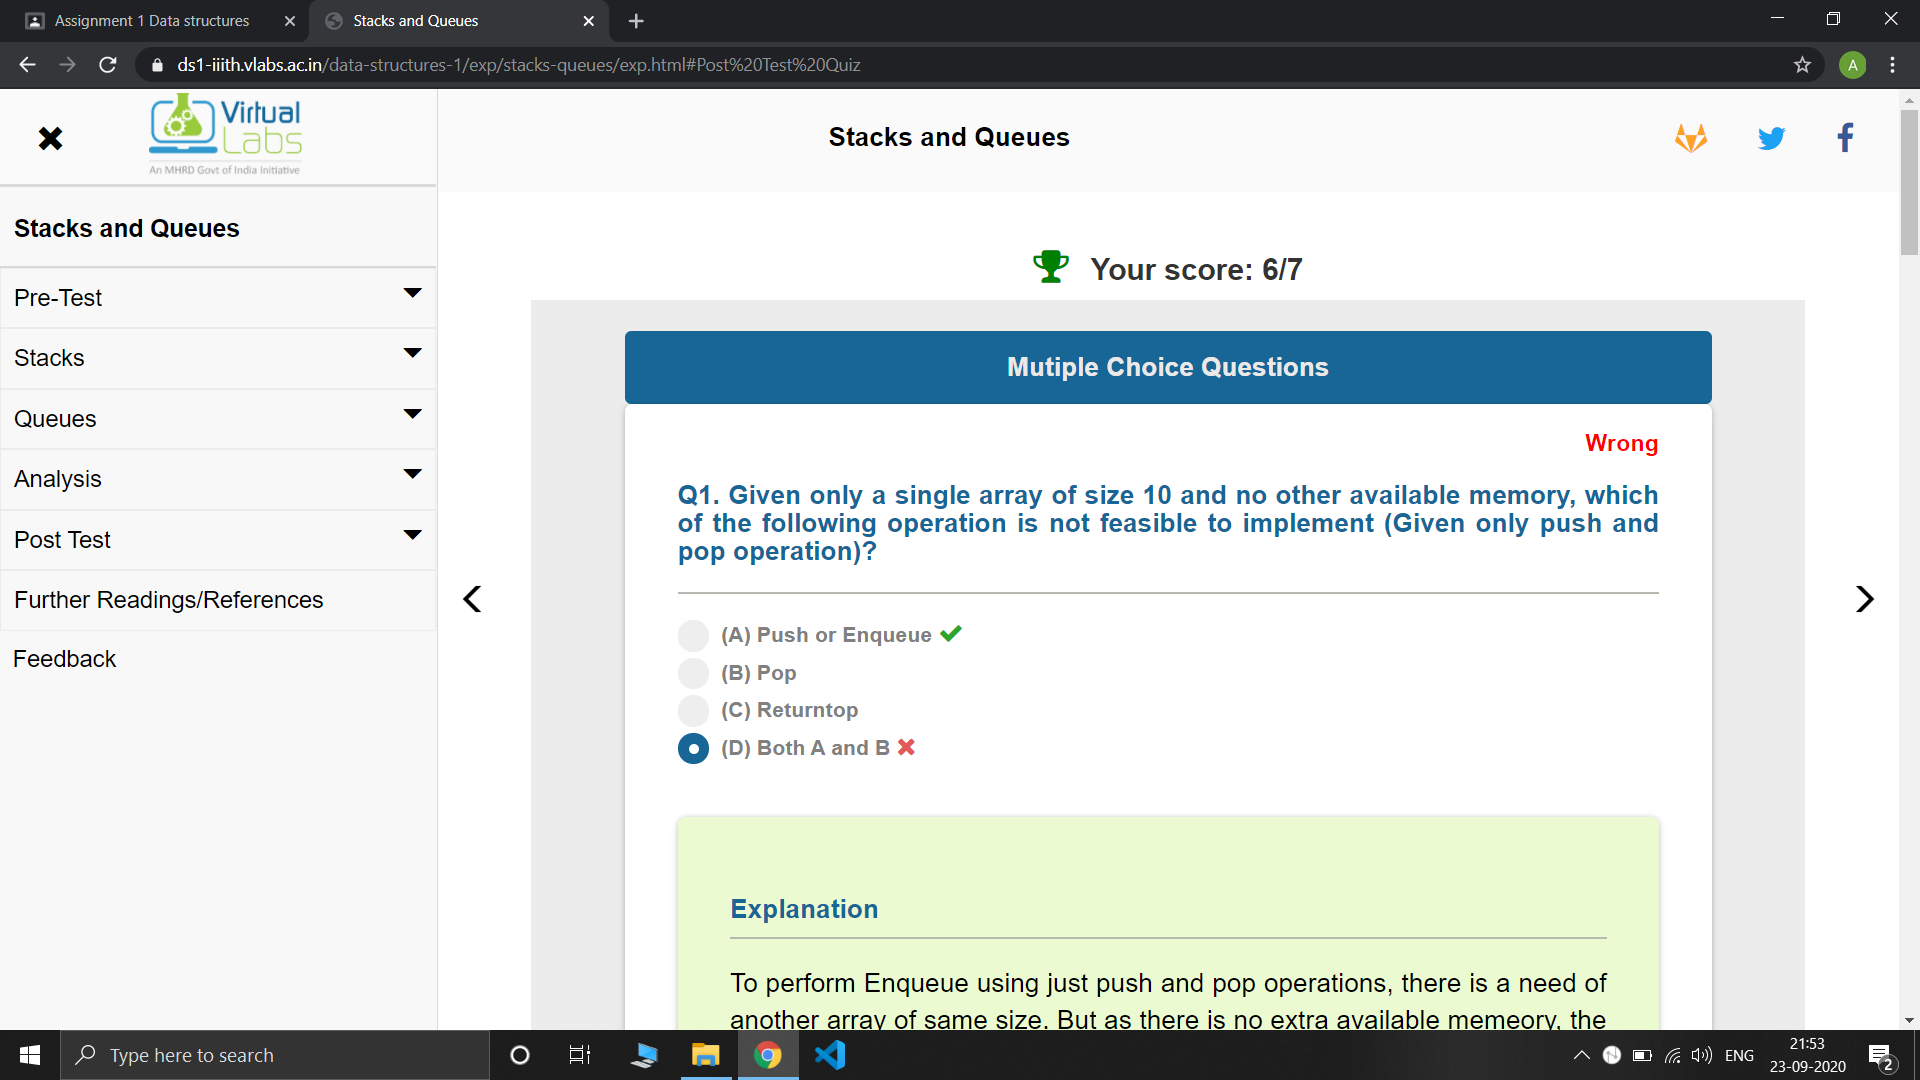 Assignment 1 Data structures
Stacks and Queues
ds1-iiith.vlabs.ac.in/data-structures-1/exp/stacks-queues/exp.html#Post%20Test%20Quiz
A
Virtual
Labs
An MHRD Govt of India Initiative
Stacks and Queues
Stacks and Queues
Pre-Test
Stacks
Queues
Analysis
Post Test
Further Readings/References
Feedback
Your score: 6/7
Mutiple Choice Questions
Wrong
Q1. Given only a single array of size 10 and no other available memory, which
of the following operation is not feasible to implement (Given only push and
pop operation)?
(A) Push or Enqueue
(B) Pop
(C) Returntop
(D) Both A and B
Explanation
To perform Enqueue using just push and pop operations, there is a need of
another array of same size. But as there is no extra available memeory, the
Type here to search
ENG
21:53
23-09-2020
2